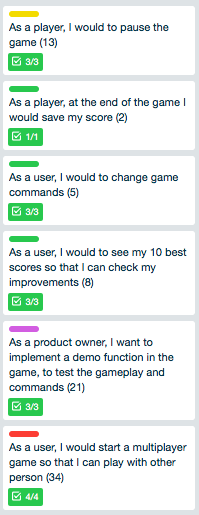 As a player, I would to pause the
game (13)
3/3
As a player, at the end of the game I
would save my score (2)
1/1
As a user, I would to change game
commands (5)
3/3
As a user, I would to see my 10 best
scores so that I can check my
improvements (8)
3/3
As a product owner, I want to
implement a demo function in the
game, to test the gameplay and
commands (21)
3/3
As a user, I would start a multiplayer
game so that I can play with other
person (34)
4/4